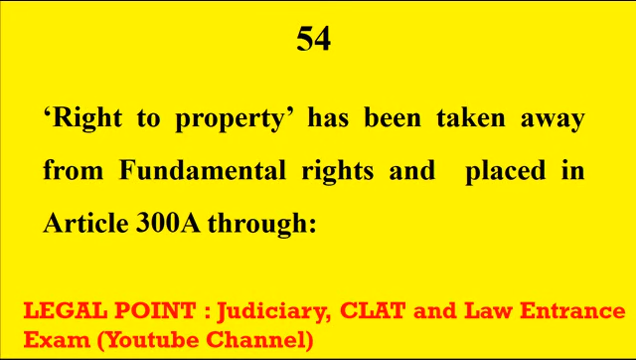 54
‘Right to property’ has been taken away
from Fundamental rights and placed in
Article 300A through:
LEGAL POINT : Judiciary, CLAT and Law Entrance
Exam (Youtube Channel)